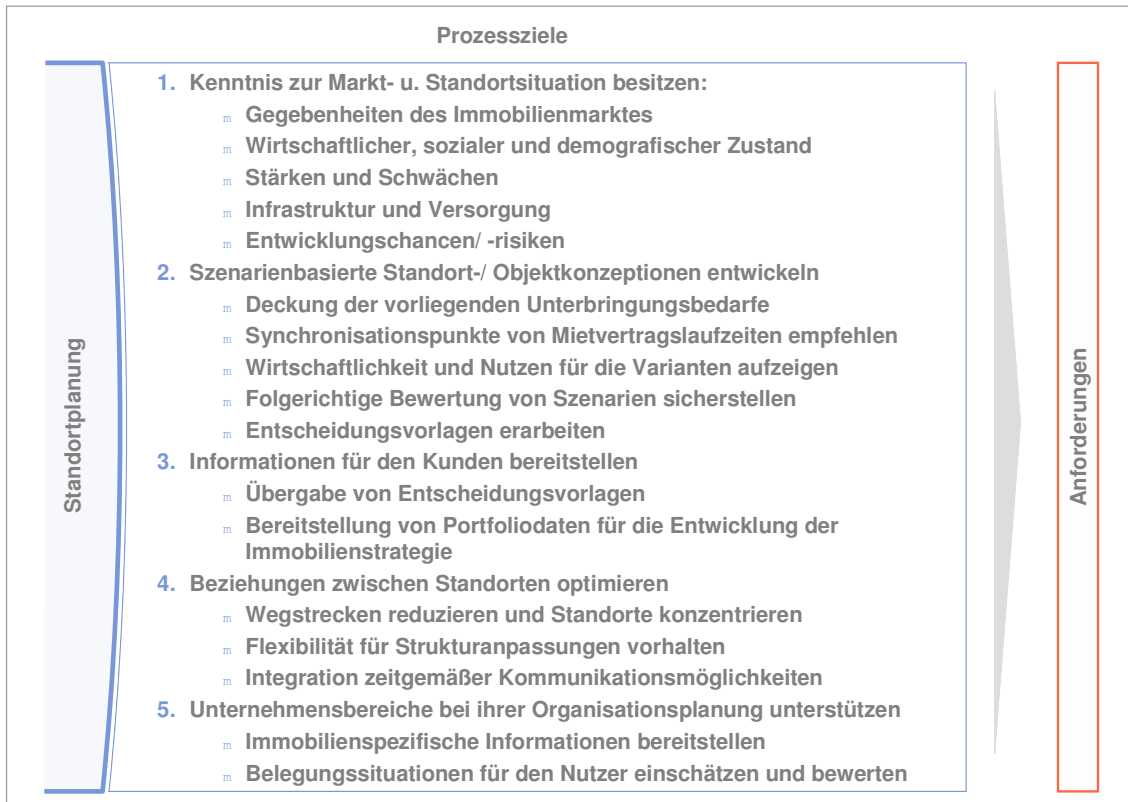 Prozessziele
Standortplanung
1. Kenntnis zur Markt- u. Standortsituation besitzen:
m Gegebenheiten des Immobilienmarktes
m Wirtschaftlicher, sozialer und demografischer Zustand
m Stärken und Schwächen
m Infrastruktur und Versorgung
m Entwicklungschancen/ -risiken
2. Szenarienbasierte Standort-/ Objektkonzeptionen entwickeln
m Deckung der vorliegenden Unterbringungsbedarfe
m Synchronisationspunkte von Mietvertragslaufzeiten empfehlen
m Wirtschaftlichkeit und Nutzen für die Varianten aufzeigen
m Folgerichtige Bewertung von Szenarien sicherstellen
m Entscheidungsvorlagen erarbeiten
3. Informationen für den Kunden bereitstellen
m Übergabe von Entscheidungsvorlagen
m Bereitstellung von Portfoliodaten für die Entwicklung der
Immobilienstrategie
4. Beziehungen zwischen Standorten optimieren
m Wegstrecken reduzieren und Standorte konzentrieren
m Flexibilität für Strukturanpassungen vorhalten
m Integration zeitgemäßer Kommunikationsmöglichkeiten
5. Unternehmensbereiche bei ihrer Organisationsplanung unterstützen
m Immobilienspezifische Informationen bereitstellen
m Belegungssituationen für den Nutzer einschätzen und bewerten
Anforderungen